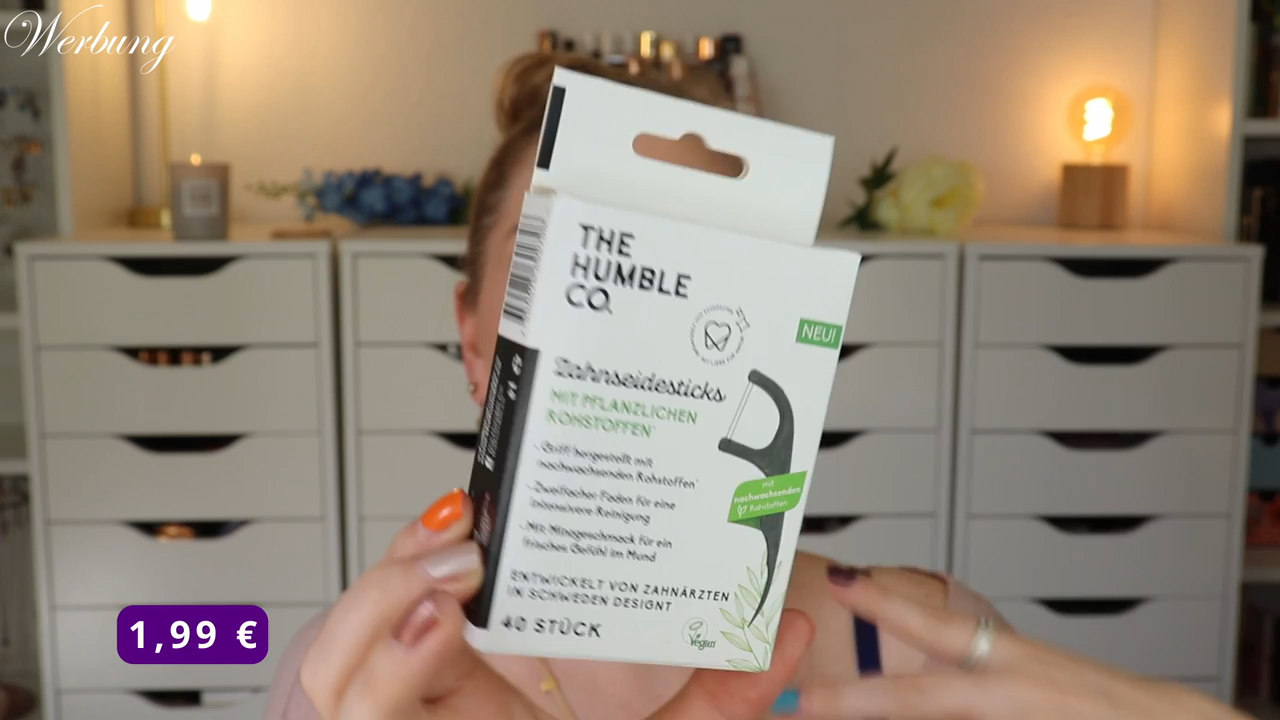 Werbung
THE
HUMBLE
CO.
NEU!
Zahnseidesticks
MIT PFLANZLICHEN
ROHSTOFFEN*
- Griff hergestellt mit
nachwachsenden Rohstoffen*
- Zweifacher Faden für eine
intensivere Reinigung
- Mit Minzgeschmack für ein
frisches Gefühl im Mund
mit
nachwachsenden
Rohstoffen
ENTWICKELT VON ZAHNÄRZTEN
IN SCHWEDEN DESIGNT
40 STÜCK
Vegan
1,99 €